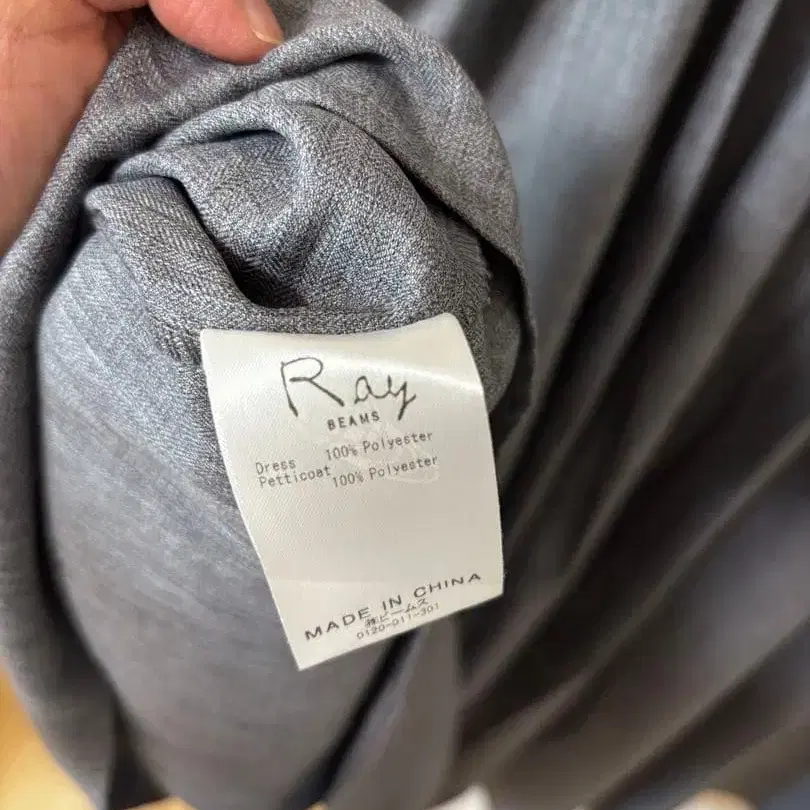 Ray
BEAMS
Dress 100% Polyester
Petticoat 100% Polyester
MADE IN CHINA
㈱ビームス
0120-011-301